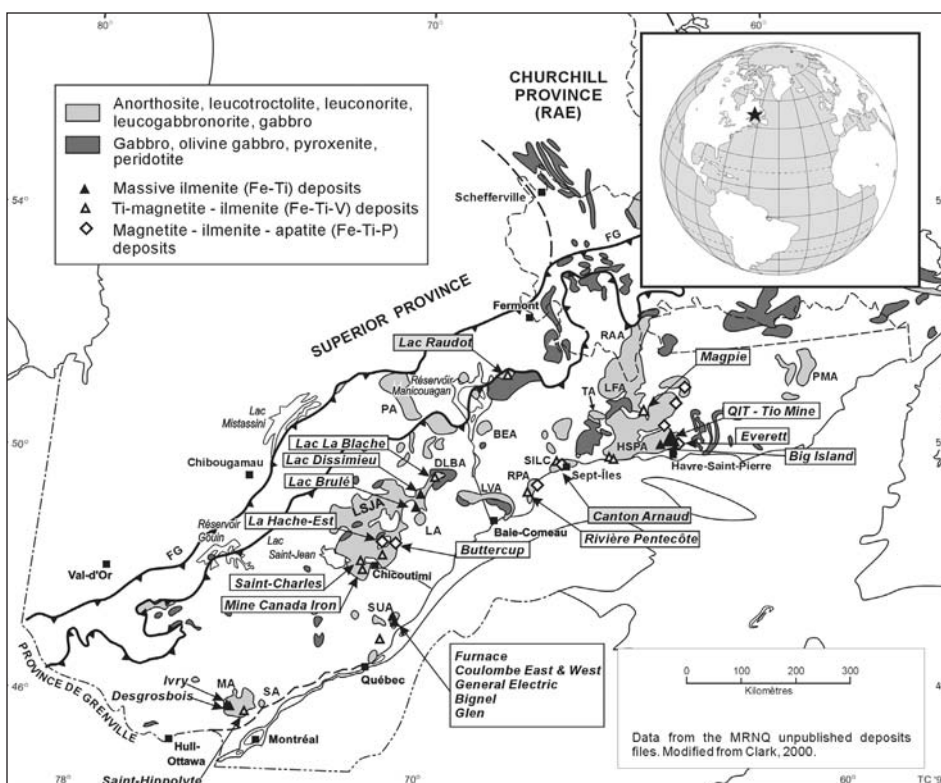 80°
70°
60°
Anorthosite, leucotroctolite, leuconorite,
leucogabbronorite, gabbro
Gabbro, olivine gabbro, pyroxenite,
peridotite
Massive ilmenite (Fe-Ti) deposits
Ti-magnetite - ilmenite (Fe-Ti-V) deposits
Magnetite - ilmenite - apatite (Fe-Ti-P)
deposits
CHURCHILL
PROVINCE
(RAE)
54°
Schefferville
FG
SUPERIOR PROVINCE
Fermont
RAA
Lac Raudot
Magpie
Réservoir
Manicouagan
PMA
LFA
TA
PA
Lac
Mistassini
QIT - Tio Mine
Everett
Big Island
BEA
HSPA
50°
Lac La Blache
Chibougamau
Lac Dissimieu
DLBA
SILC
Sept-Îles
Havre-Saint-Pierre
Lac Brulé
RPA
LVA
LSJA
LA
La Hache-Est
Canton Arnaud
Réservoir
Gouin
Baie-Comeau
Rivière Pentecôte
FG
Lac
Saint-Jean
Buttercup
Val-d'Or
Saint-Charles
Chicoutimi
Mine Canada Iron
SUA
Furnace
Coulombe East & West
General Electric
Bignel
Glen
0 100 200 300
Kilomètres
PROVINCE DE GRENVILLE
Québec
46°
Ivry
MA
SA
Desgrosbois
Data from the MRNQ unpublished deposits
files. Modified from Clark, 2000.
Hull-
Ottawa
Montréal
Saint-Hippolyte
78°
70°
60°